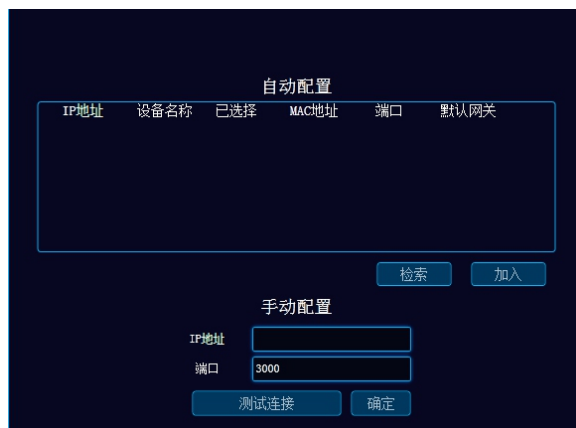 自动配置
IP地址 设备名称 已选择 MAC地址 端口 默认网关
检索 加入
手动配置
IP地址
端口 3000
测试连接 确定